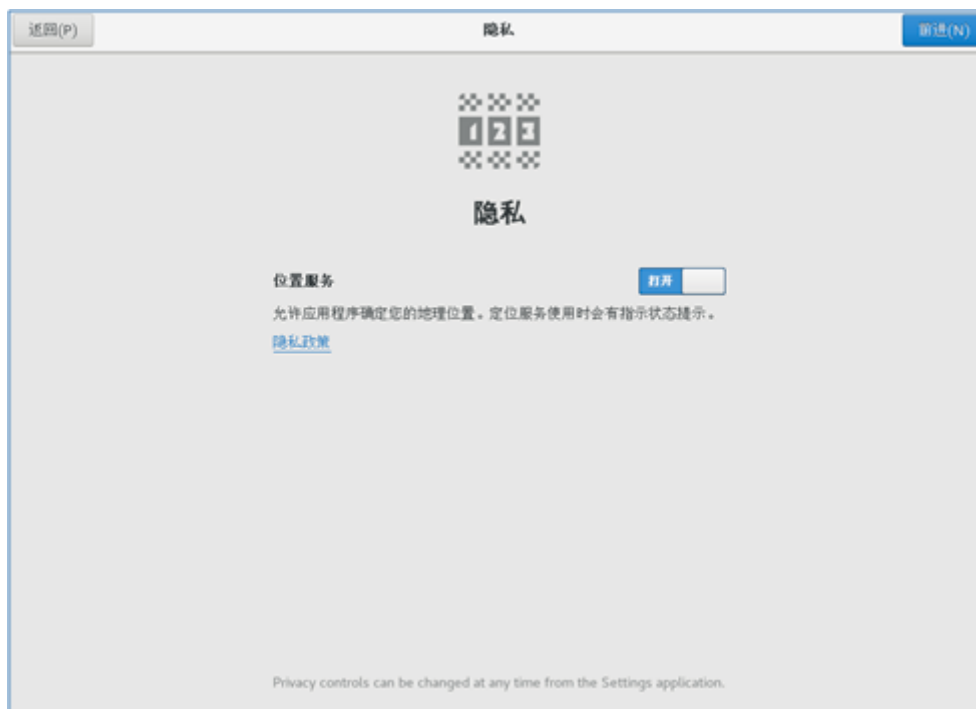 返回(P)
隐私
前进(N)
1 2 3
隐私
位置服务
打开
允许应用程序确定您的地理位置。定位服务使用时会有指示状态提示。
隐私政策
Privacy controls can be changed at any time from the Settings application.